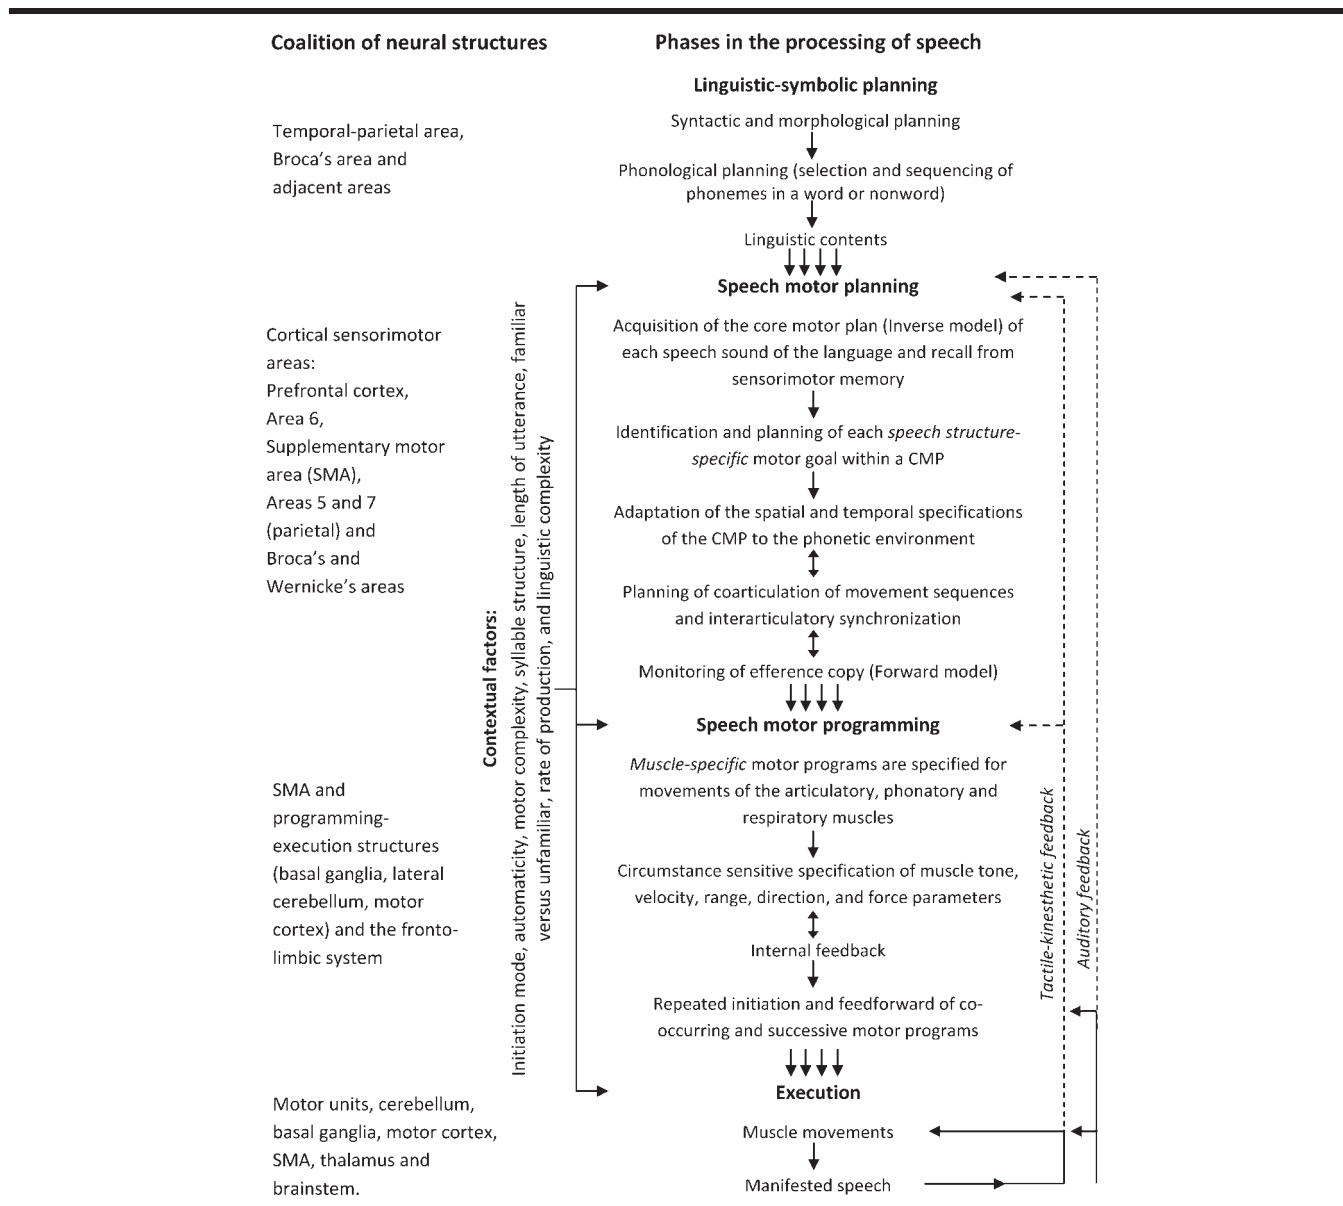 Coalition of neural structures
Phases in the processing of speech
Linguistic-symbolic planning
Temporal-parietal area,
Broca's area and
adjacent areas
Syntactic and morphological planning
Phonological planning (selection and sequencing of
phonemes in a word or nonword)
Linguistic contents
Speech motor planning
Cortical sensorimotor
areas:
Prefrontal cortex,
Area 6,
Supplementary motor
area (SMA),
Areas 5 and 7
(parietal) and
Broca's and
Wernicke's areas
Contextual factors:
Initiation mode, automaticity, motor complexity, syllable structure, length of utterance, familiar
versus unfamiliar, rate of production, and linguistic complexity
Acquisition of the core motor plan (Inverse model) of
each speech sound of the language and recall from
sensorimotor memory
Identification and planning of each speech structure-
specific motor goal within a CMP
Adaptation of the spatial and temporal specifications
of the CMP to the phonetic environment
Planning of coarticulation of movement sequences
and interarticulatory synchronization
Monitoring of efference copy (Forward model)
Speech motor programming
SMA and
programming-
execution structures
(basal ganglia, lateral
cerebellum, motor
cortex) and the fronto-
limbic system
Muscle-specific motor programs are specified for
movements of the articulatory, phonatory and
respiratory muscles
Circumstance sensitive specification of muscle tone,
velocity, range, direction, and force parameters
Internal feedback
Repeated initiation and feedforward of co-
occurring and successive motor programs
Tactile-kinesthetic feedback
Auditory feedback
Execution
Motor units, cerebellum,
basal ganglia, motor cortex,
SMA, thalamus and
brainstem.
Muscle movements
Manifested speech